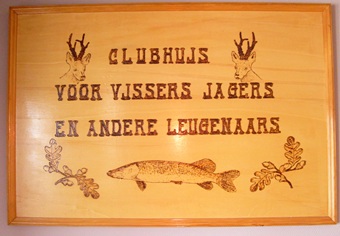 CLUBHUIS
VOOR VISSERS JAGERS
EN ANDERE LEUGENAARS